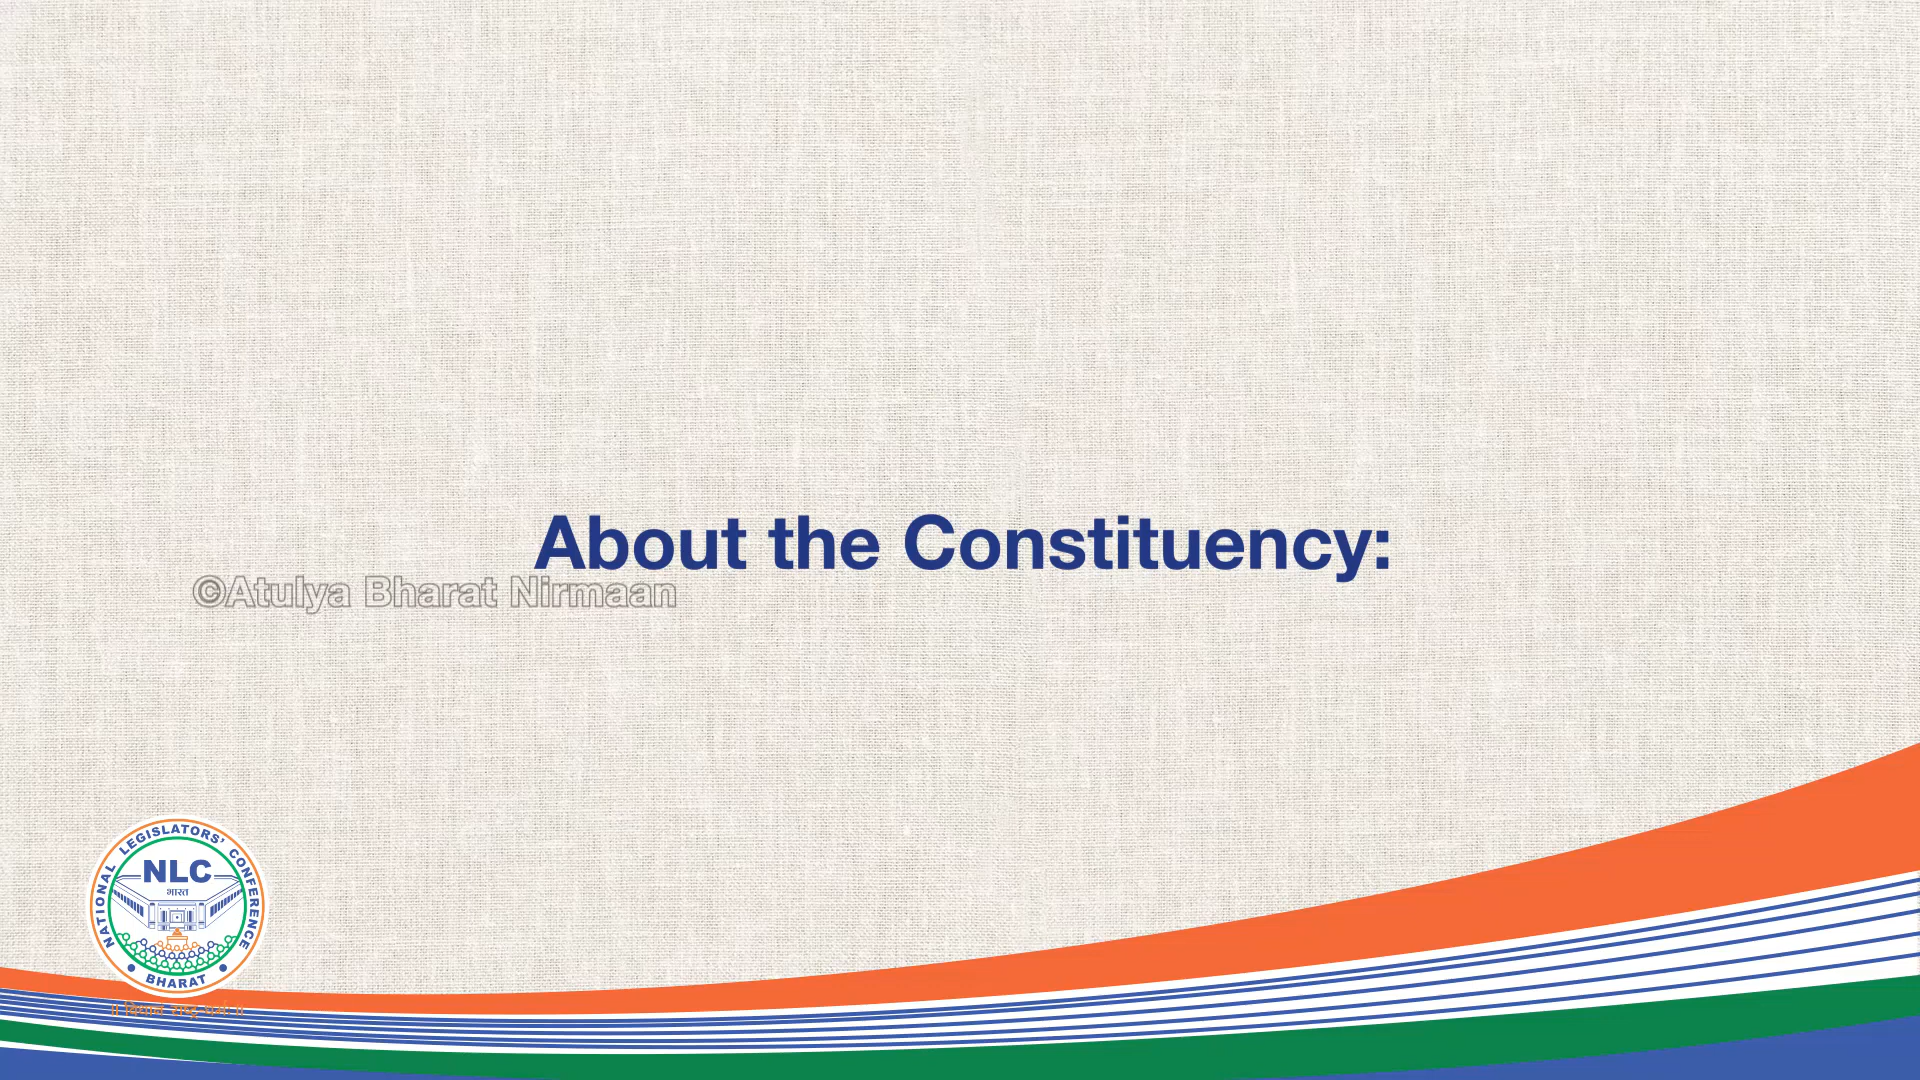 About the Constituency:
©Atulya Bharat Nirmaan
NATIONAL LEGISLATORS' CONFERENCE
NLC
भारत
BHARAT